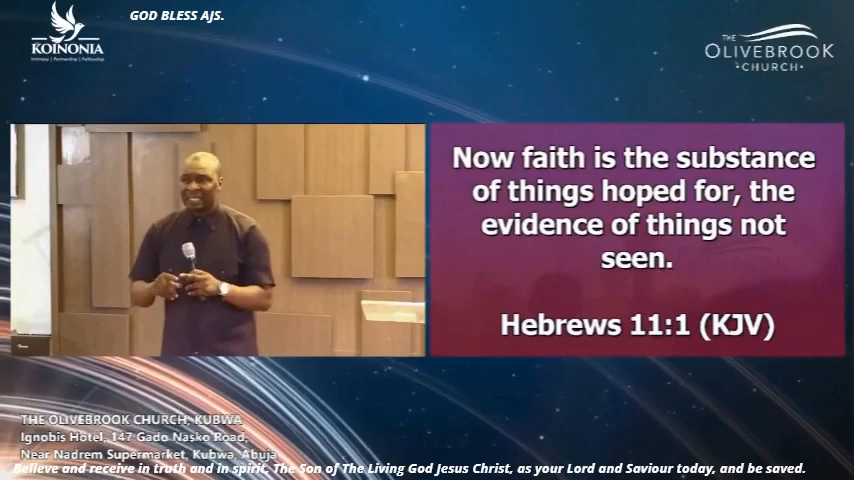 GOD BLESS AJS.
KOINONIA
Intimacy | Partnership | Fellowship
THE
OLIVEBROOK
•CHURCH•
Now faith is the substance
of things hoped for, the
evidence of things not
seen.
Hebrews 11:1 (KJV)
THE OLIVEBROOK CHURCH, KUBWA
Ignobis Hotel, 147 Gado Nasko Road,
Near Nadrem Supermarket, Kubwa, Abuja
Believe and receive in truth and in spirit, The Son of The Living God Jesus Christ, as your Lord and Saviour today, and be saved.